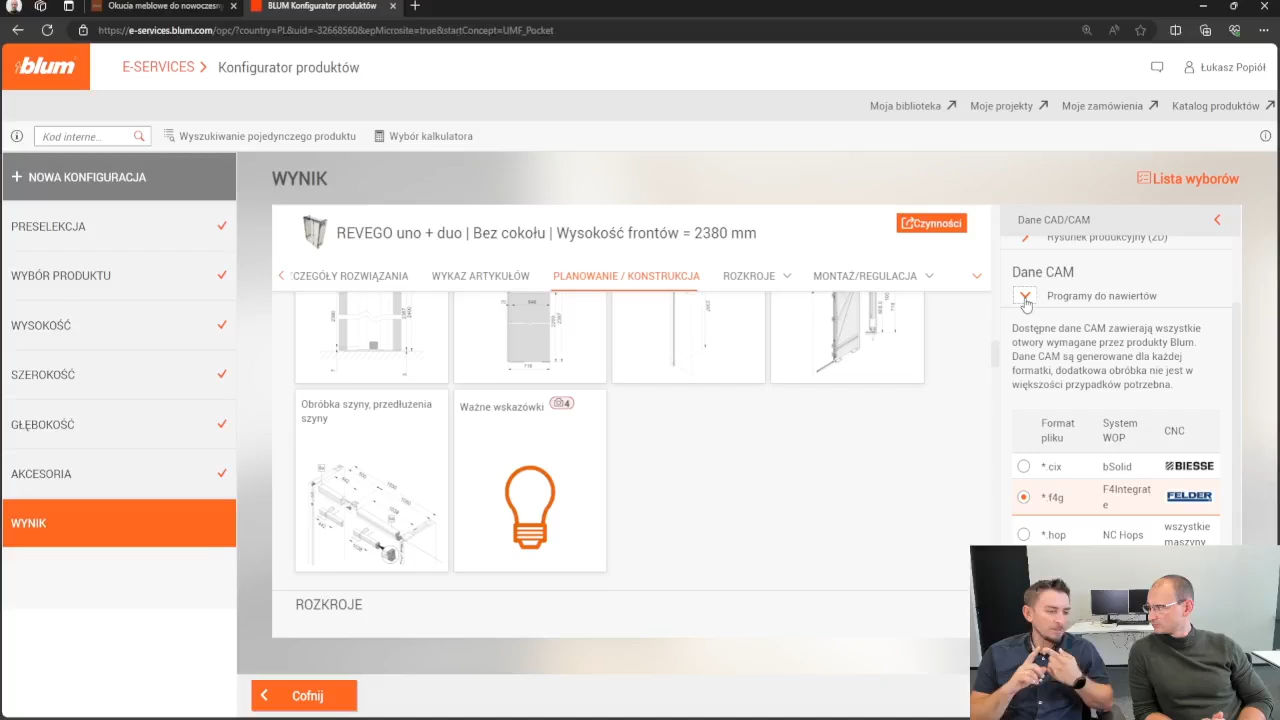 Okucia meblowe do nowoczesny
BLUM Konfigurator produktów
https://e-services.blum.com/opc/?country=PL&uid=-32668560&epMicrosite=true&startConcept=UMF_Pocket
blum
E-SERVICES
Konfigurator produktów
Łukasz Popiół
Moja biblioteka
Moje projekty
Moje zamówienia
Katalog produktów
Kod interne...
Wyszukiwanie pojedynczego produktu
Wybór kalkulatora
NOWA KONFIGURACJA
PRESELEKCJA
WYBÓR PRODUKTU
WYSOKOŚĆ
SZEROKOŚĆ
GŁĘBOKOŚĆ
AKCESORIA
WYNIK
WYNIK
Lista wyborów
REVEGO uno + duo | Bez cokołu | Wysokość frontów = 2380 mm
Czynności
CZEGÓŁY ROZWIĄZANIA
WYKAZ ARTYKUŁÓW
PLANOWANIE / KONSTRUKCJA
ROZKROJE
MONTAŻ/REGULACJA
Obróbka szyny, przedłużenia
szyny
Ważne wskazówki
4
ROZKROJE
Cofnij
Dane CAD/CAM
Rysunek produkcyjny (2D)
Dane CAM
Programy do nawiertów
Dostępne dane CAM zawierają wszystkie
otwory wymagane przez produkty Blum.
Dane CAM są generowane dla każdej
formatki, dodatkowa obróbka nie jest w
większości przypadków potrzebna.
Format
pliku
System
WOP
CNC
*.cix
bSolid
BIESSE
*.f4g
F4Integrat
e
FELDER
*.hop
NC Hops
wszystkie
maszyny